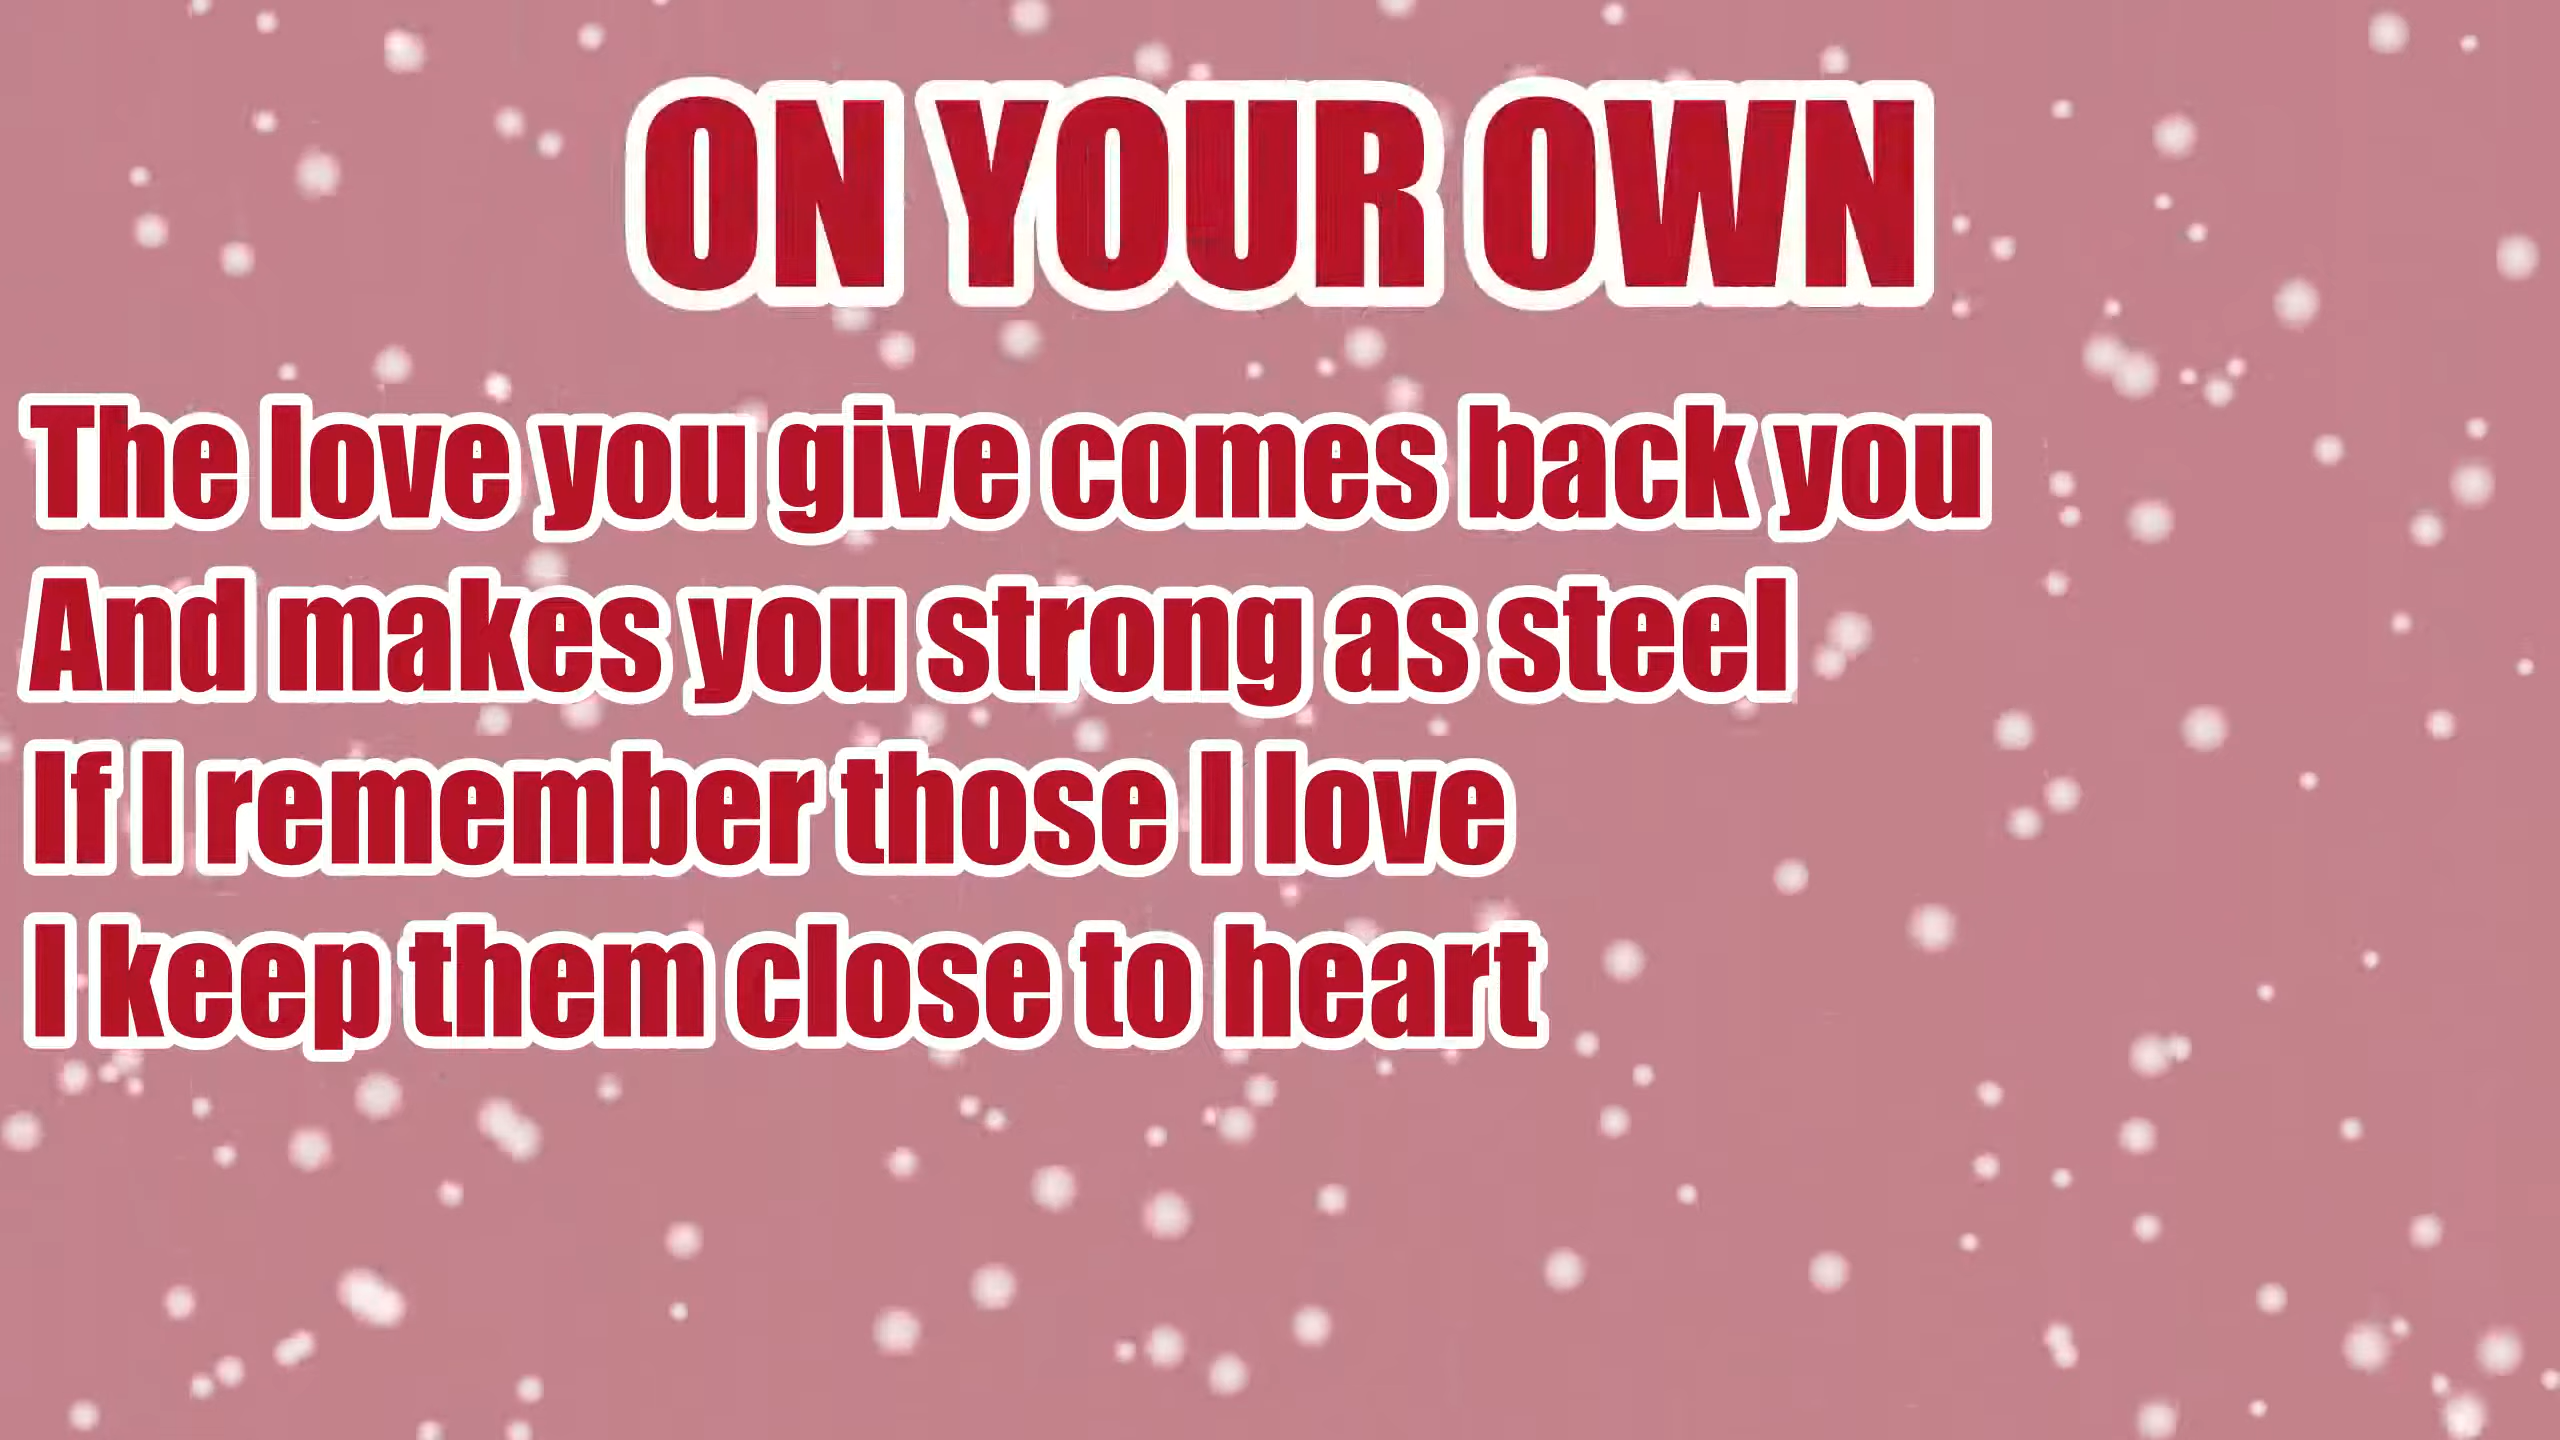 ON YOUR OWN
The love you give comes back you
And makes you strong as steel
If I remember those I love
I keep them close to heart